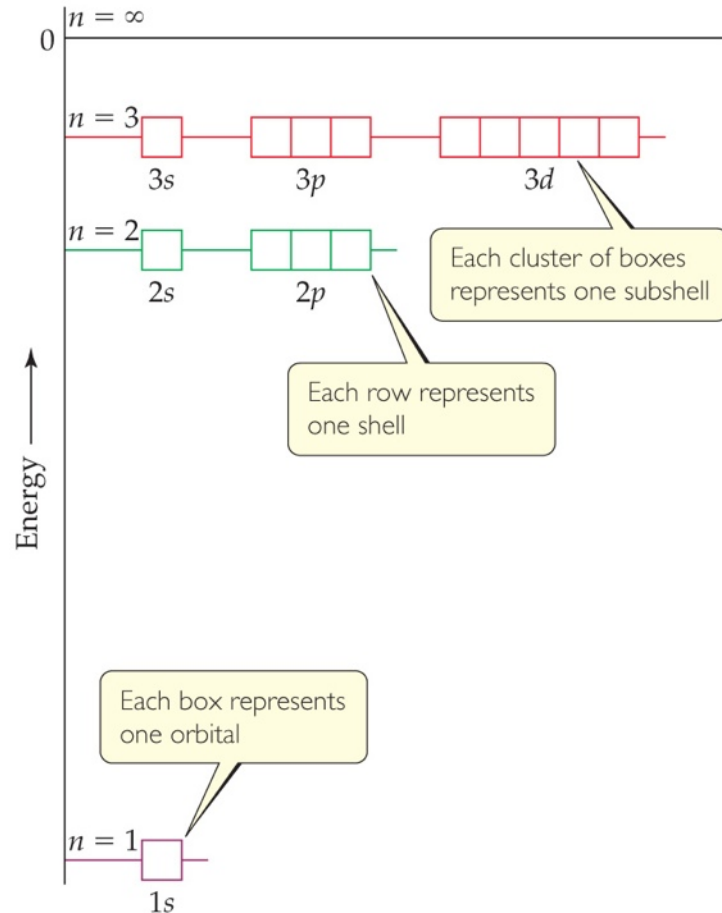 n = ∞
0
n = 3
3s
3p
3d
n = 2
2s
2p
Each cluster of boxes
represents one subshell
Each row represents
one shell
Energy
Each box represents
one orbital
n = 1
1s